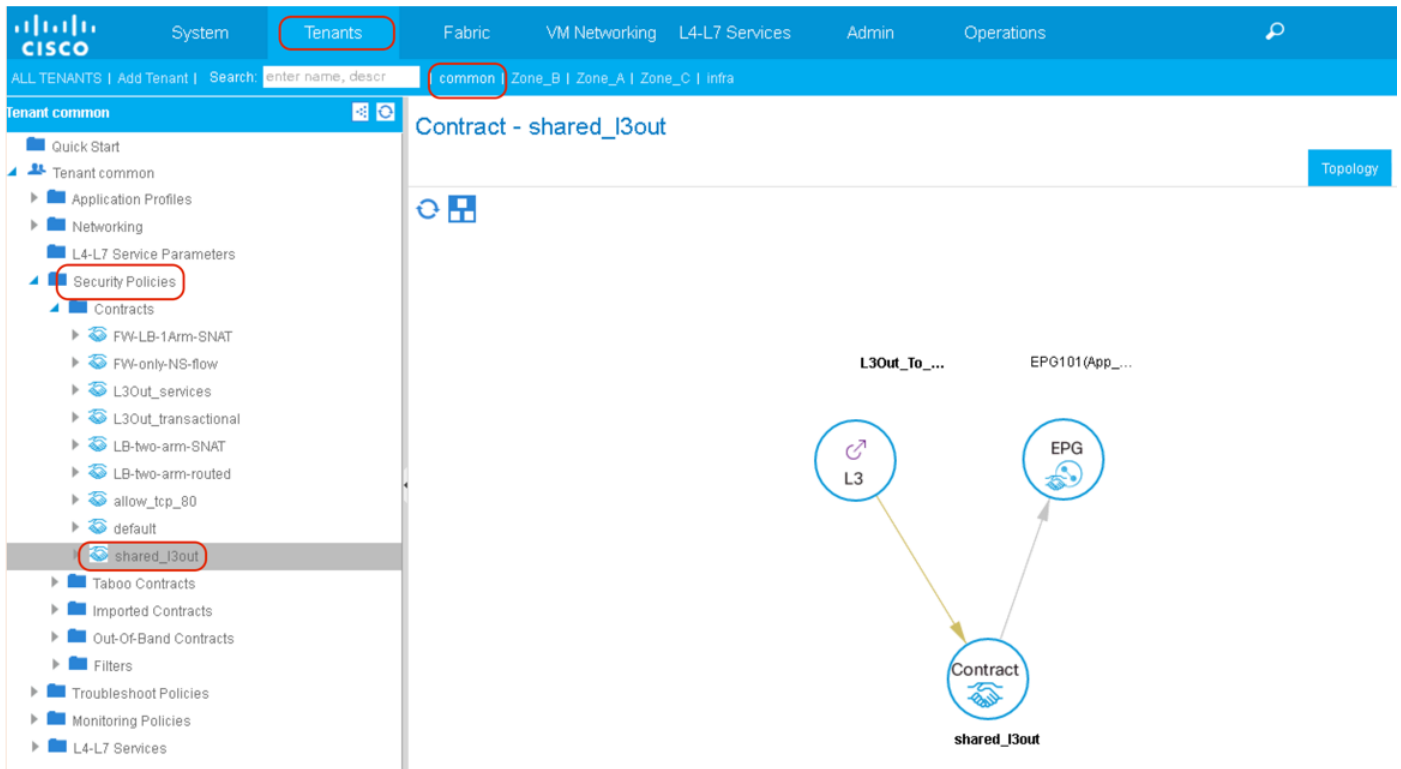 CISCO
System Tenants Fabric VM Networking L4-L7 Services Admin Operations
ALL TENANTS | Add Tenant | Search: enter name, descr | common | Zone_B | Zone_A | Zone_C | infra
Tenant common
Quick Start
Tenant common
Application Profiles
Networking
L4-L7 Service Parameters
Security Policies
Contracts
FW-LB-1Arm-SNAT
FW-only-NS-flow
L3Out_services
L3Out_transactional
LB-two-arm-SNAT
LB-two-arm-routed
allow_tcp_80
default
shared_l3out
Taboo Contracts
Imported Contracts
Out-Of-Band Contracts
Filters
Troubleshoot Policies
Monitoring Policies
L4-L7 Services
Contract - shared_l3out
Topology
L3Out_To_... EPG101(App_...
L3
EPG
Contract
shared_l3out